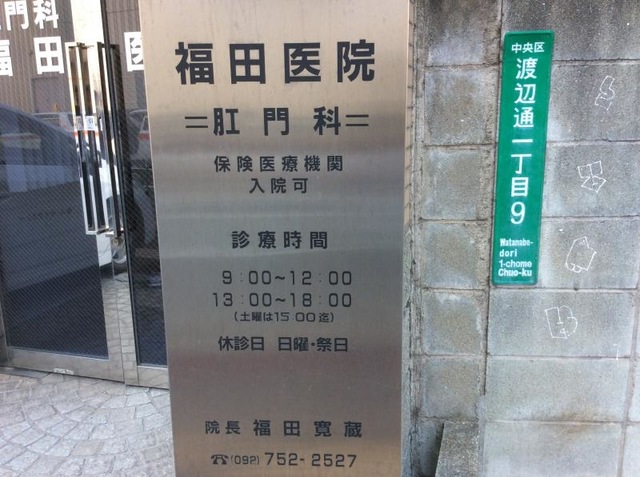 門科
福田 医
福田医院
＝肛門科＝
保険医療機関
入院可
診療時間
9:00～12:00
13:00～18:00
(土曜は15:00迄)
休診日 日曜・祭日
院長 福田寛蔵
☎(092)752-2527
中央区
渡辺通一丁目9
Watanabe-
dori
1-chome
Chuo-ku